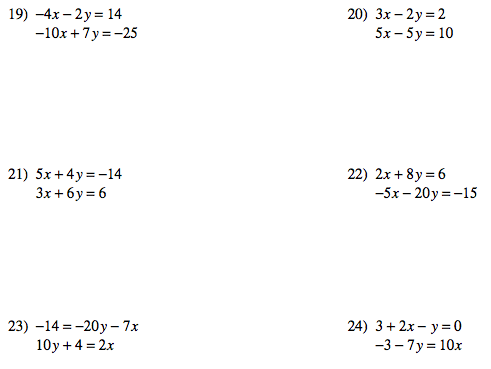 19) –4x – 2y = 14
–10x + 7y = –25
20) 3x – 2y = 2
5x – 5y = 10
21) 5x + 4y = –14
3x + 6y = 6
22) 2x + 8y = 6
–5x – 20y = –15
23) –14 = –20y – 7x
10y + 4 = 2x
24) 3 + 2x – y = 0
–3 – 7y = 10x